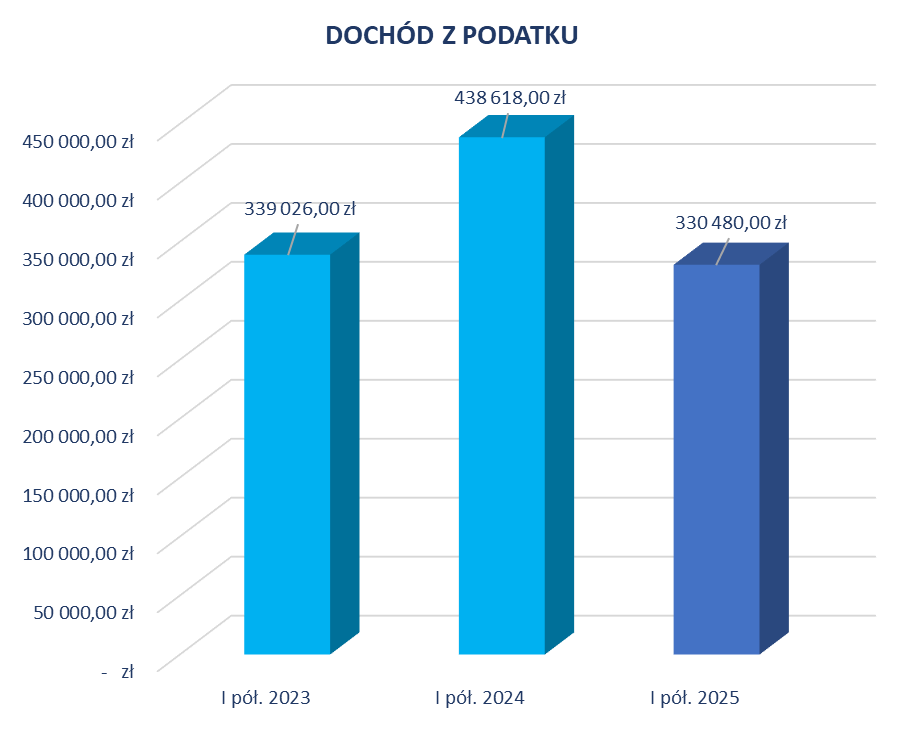 DOCHÓD Z PODATKU
438 618,00 zł
450 000,00 zł
400 000,00 zł
339 026,00 zł
330 480,00 zł
350 000,00 zł
300 000,00 zł
250 000,00 zł
200 000,00 zł
150 000,00 zł
100 000,00 zł
50 000,00 zł
- zł
I pół. 2023
I pół. 2024
I pół. 2025